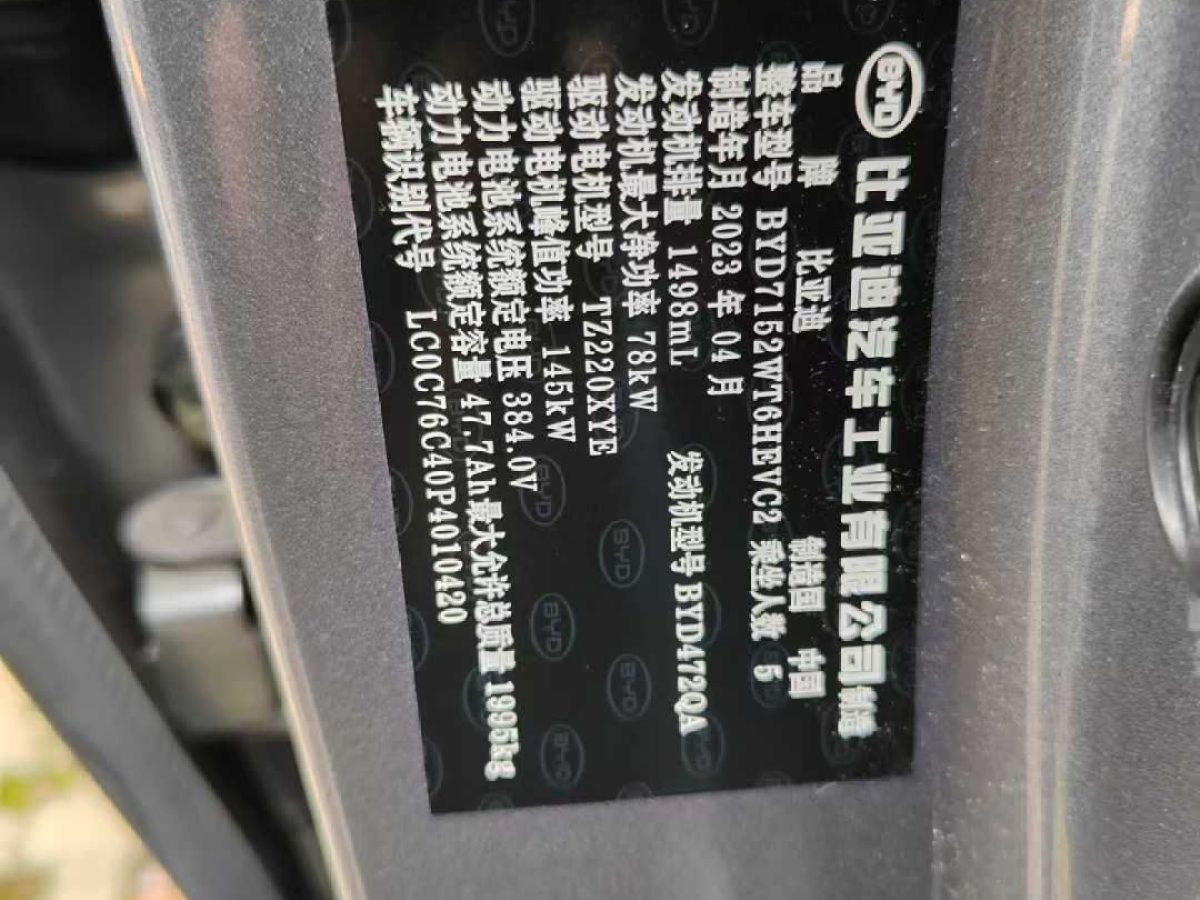 BYD 比亚迪汽车工业有限公司制造
品 牌 比亚迪 制造国 中国
整车型号 BYD7152WT6HEVC2 乘坐人数 5
制造年月 2023 年 04 月
发动机排量 1498mL 发动机型号 BYD472QA
发动机最大净功率 78kW
驱动电机型号 TZ220XYE
驱动电机峰值功率 145kW
动力电池系统额定电压 384.0V
动力电池系统额定容量 47.7Ah最大允许总质量 1995kg
车辆识别代号 LC0C76C40P4010420